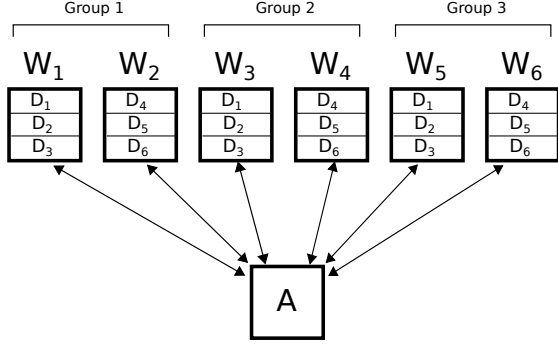 Group 1 Group 2 Group 3
W1 W2 W3 W4 W5 W6
D1 D4 D1 D4 D1 D4
D2 D5 D2 D5 D2 D5
D3 D6 D3 D6 D3 D6
A